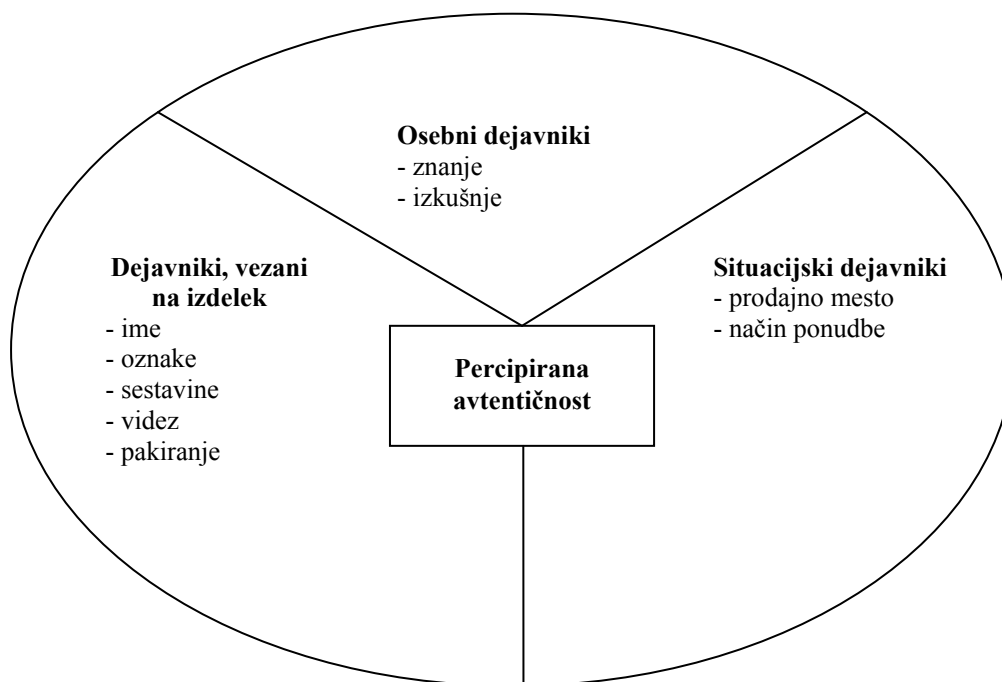 Osebni dejavniki
- znanje
- izkušnje
Dejavniki, vezani
na izdelek
- ime
- oznake
- sestavine
- videz
- pakiranje
Situacijski dejavniki
- prodajno mesto
- način ponudbe
Percipirana
avtentičnost